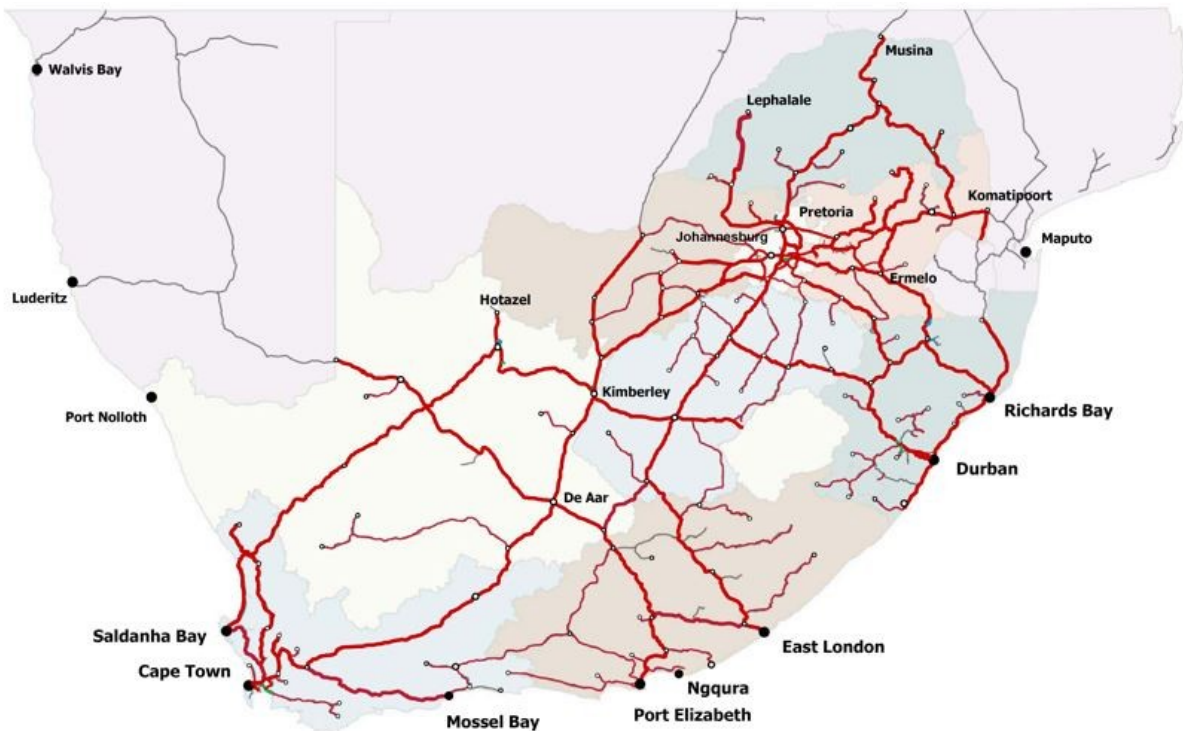 Musina
Walvis Bay
Lephalale
Komatipoort
Pretoria
Johannesburg
Maputo
Ermelo
Luderitz
Hotazel
Kimberley
Port Nolloth
Richards Bay
Durban
De Aar
Saldanha Bay
East London
Cape Town
Ngqura
Port Elizabeth
Mossel Bay